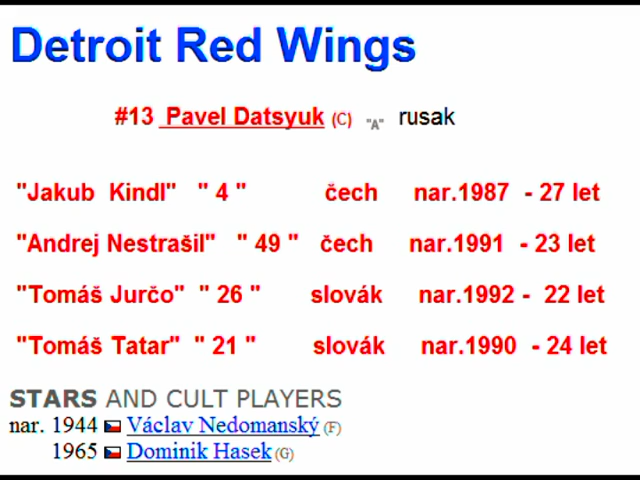 Detroit Red Wings
#13 Pavel Datsyuk (C) "A" rusak
"Jakub Kindl" " 4 " čech nar.1987 - 27 let
"Andrej Nestrašil" " 49 " čech nar.1991 - 23 let
"Tomáš Jurčo" " 26 " slovák nar.1992 - 22 let
"Tomáš Tatar" " 21 " slovák nar.1990 - 24 let
STARS AND CULT PLAYERS
nar. 1944 Václav Nedomanský (F)
1965 Dominik Hasek (G)